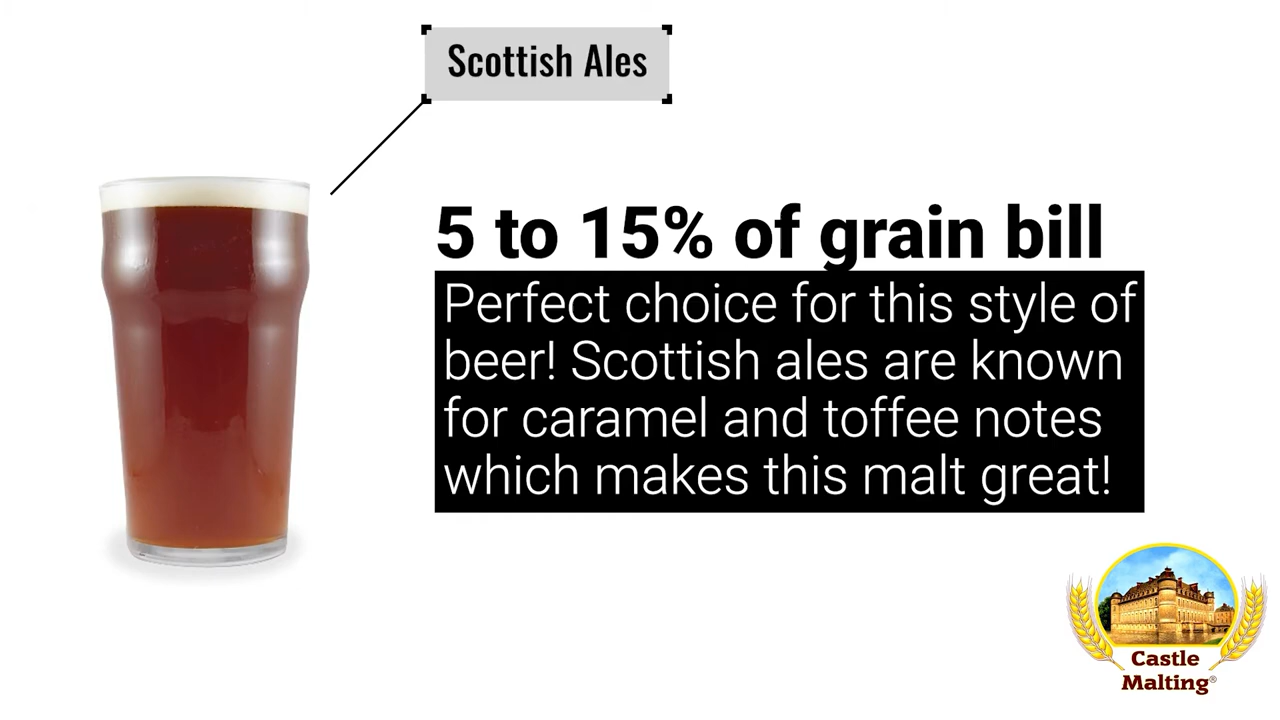 Scottish Ales
5 to 15% of grain bill
Perfect choice for this style of
beer! Scottish ales are known
for caramel and toffee notes
which makes this malt great!
Castle
Malting®